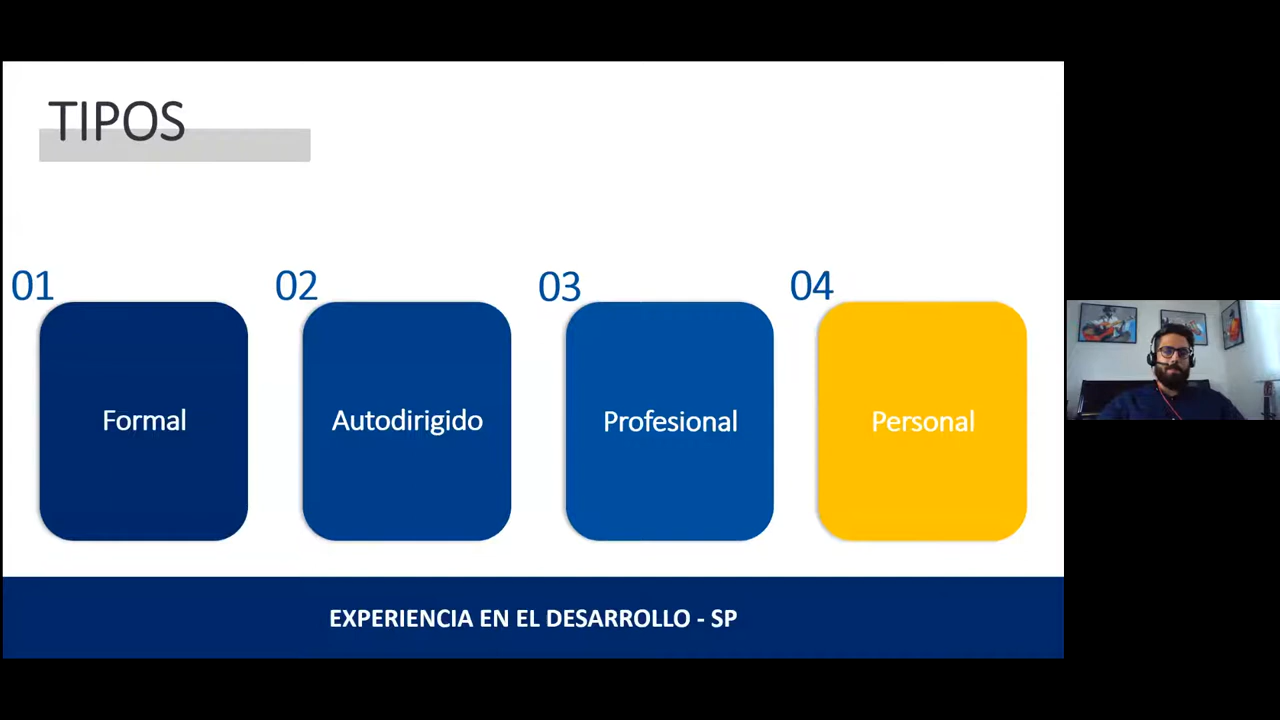 TIPOS
01
02
03
04
Formal
Autodirigido
Profesional
Personal
EXPERIENCIA EN EL DESARROLLO - SP